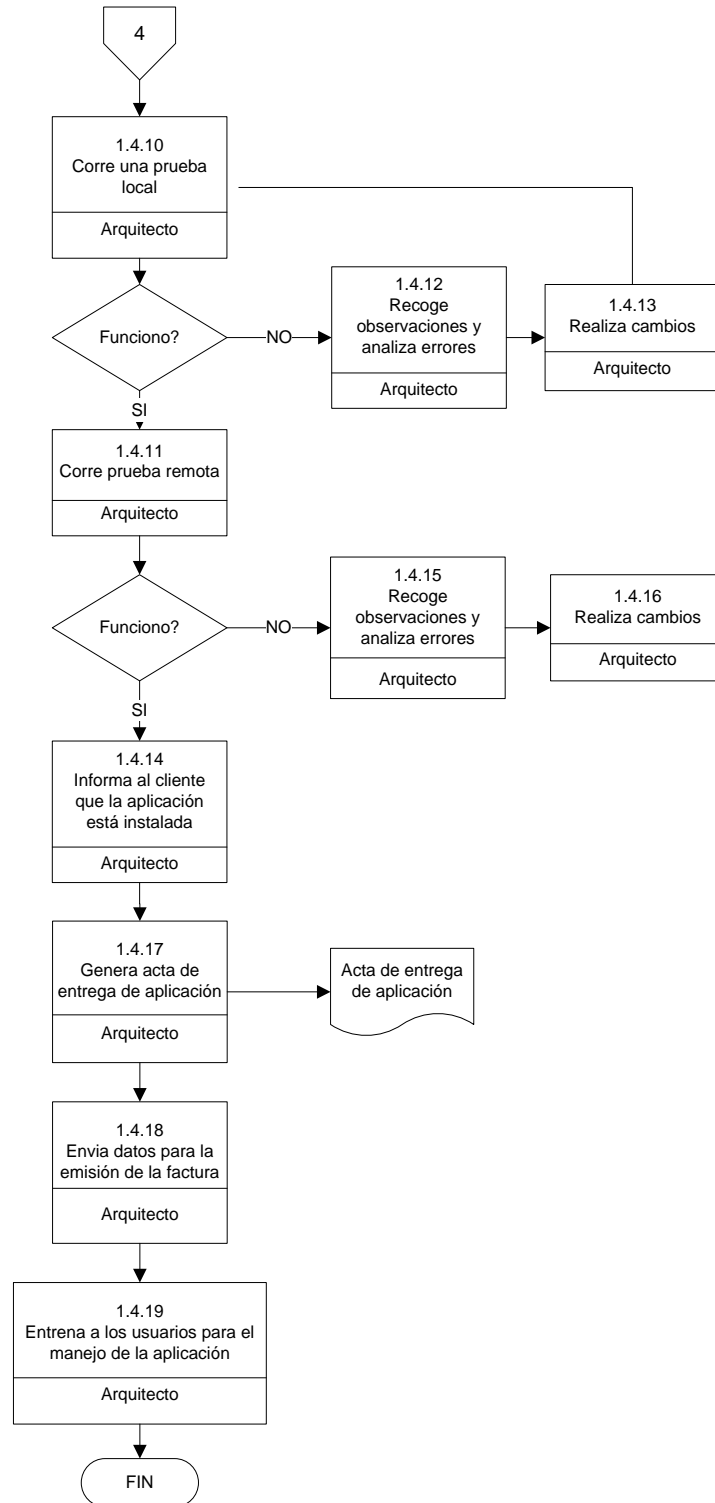 4
1.4.10
Corre una prueba
local
Arquitecto
Funciono?
NO
1.4.12
Recoge
observaciones y
analiza errores
Arquitecto
1.4.13
Realiza cambios
Arquitecto
SI
1.4.11
Corre prueba remota
Arquitecto
Funciono?
NO
1.4.15
Recoge
observaciones y
analiza errores
Arquitecto
1.4.16
Realiza cambios
Arquitecto
SI
1.4.14
Informa al cliente
que la aplicación
está instalada
Arquitecto
1.4.17
Genera acta de
entrega de aplicación
Arquitecto
Acta de entrega
de aplicación
1.4.18
Envia datos para la
emisión de la factura
Arquitecto
1.4.19
Entrena a los usuarios para el
manejo de la aplicación
Arquitecto
FIN